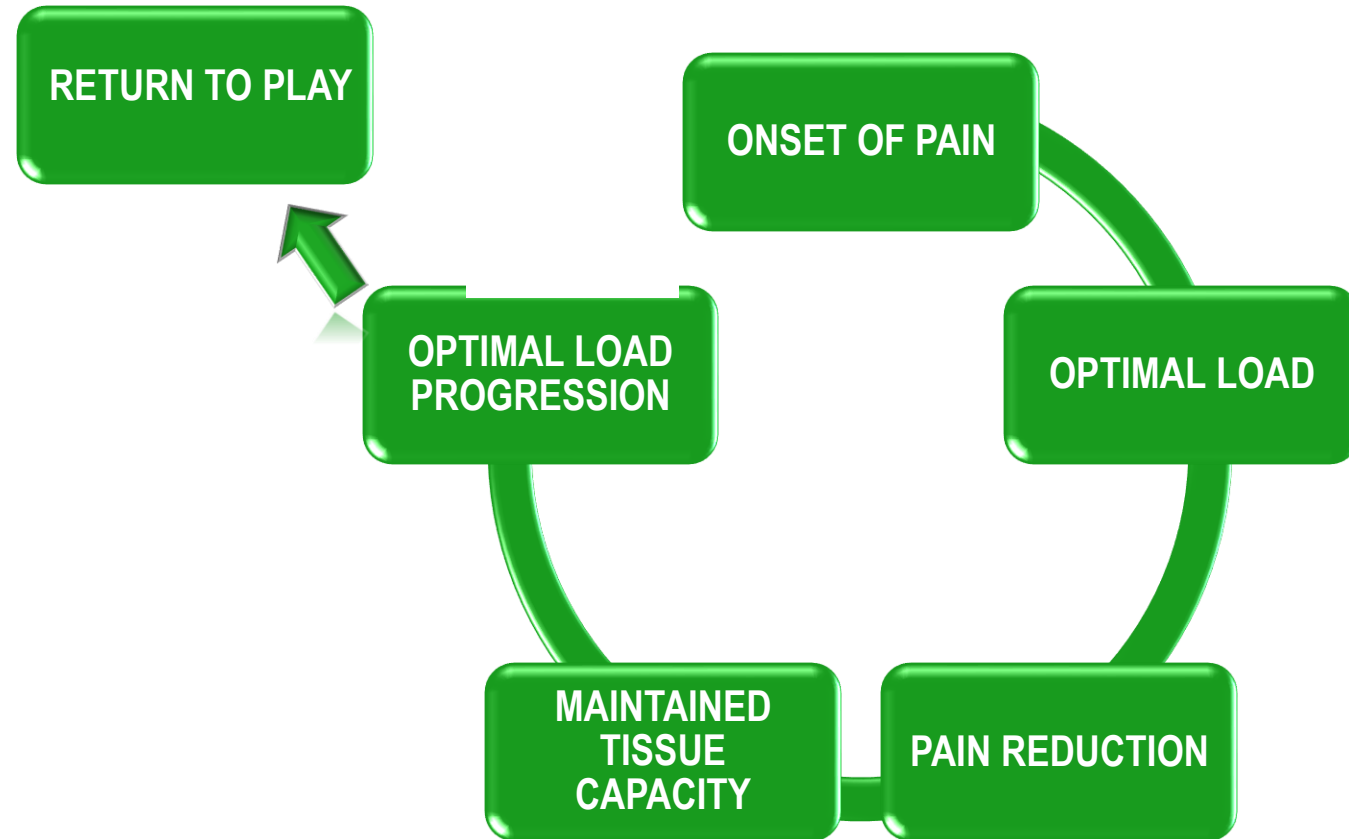 RETURN TO PLAY
ONSET OF PAIN
OPTIMAL LOAD
PROGRESSION
OPTIMAL LOAD
MAINTAINED
TISSUE
CAPACITY
PAIN REDUCTION